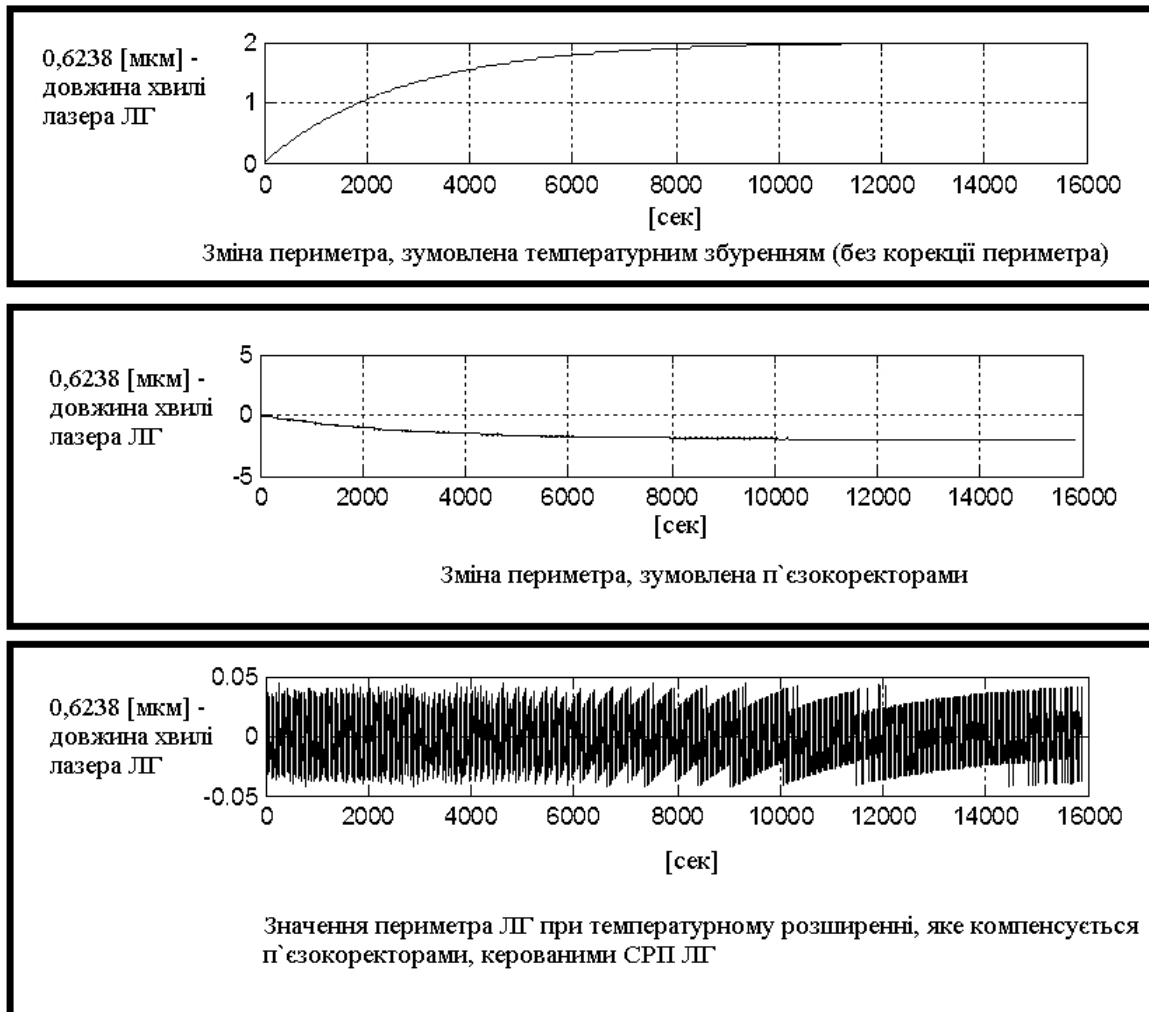 0,6238 [мкм] -
довжина хвилі
лазера ЛГ
2
1
0
0 2000 4000 6000 8000 10000 12000 14000 16000
[сек]
Зміна периметра, зумовлена температурним збуренням (без корекції периметра)
0,6238 [мкм] -
довжина хвилі
лазера ЛГ
5
0
-5
0 2000 4000 6000 8000 10000 12000 14000 16000
[сек]
Зміна периметра, зумовлена п`єзокоректорами
0,6238 [мкм] -
довжина хвилі
лазера ЛГ
0.05
0
-0.05
0 2000 4000 6000 8000 10000 12000 14000 16000
[сек]
Значення периметра ЛГ при температурному розширенні, яке компенсується
п`єзокоректорами, керованими СРП ЛГ